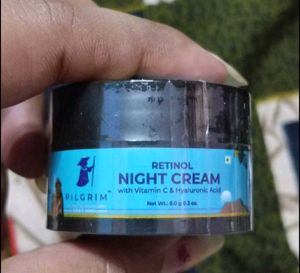 PILGRIM
RETINOL
NIGHT CREAM
with Vitamin C & Hyaluronic Acid
Net Wt.: 8.0 g 0.3 oz.